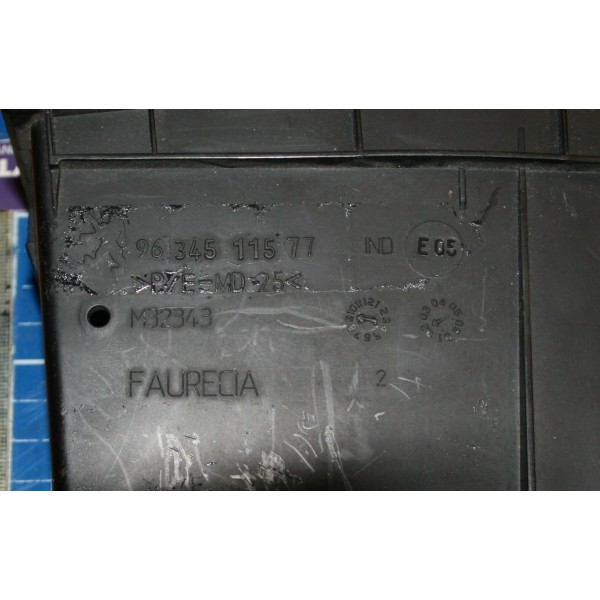 96 345 115 77 IND E 05
>P/E-MD-25<
M32343
FAURECIA 2